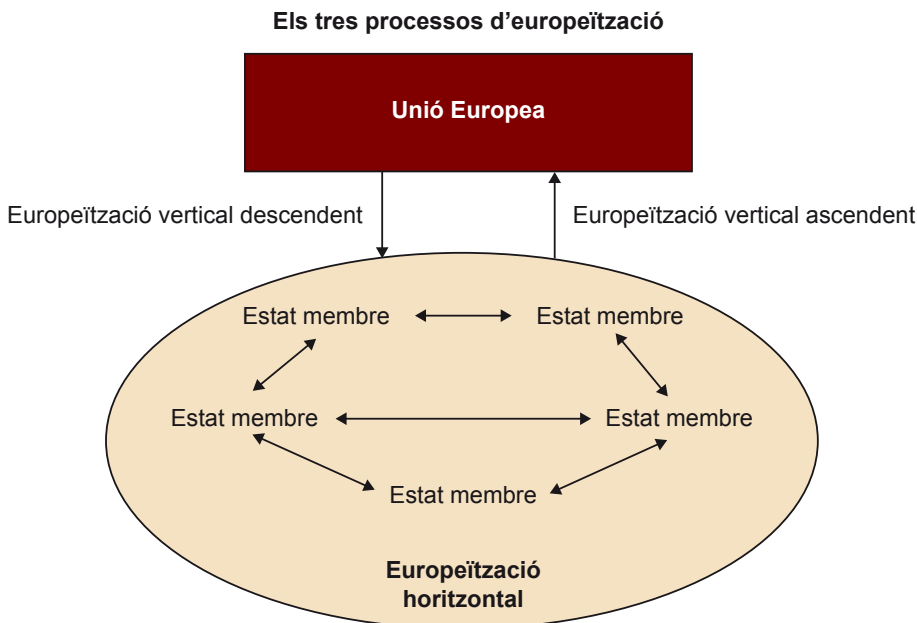 Els tres processos d’europeïtzació
Unió Europea
Europeïtzació vertical descendent
Europeïtzació vertical ascendent
Estat membre
Estat membre
Estat membre
Estat membre
Estat membre
Europeïtzació
horitzontal